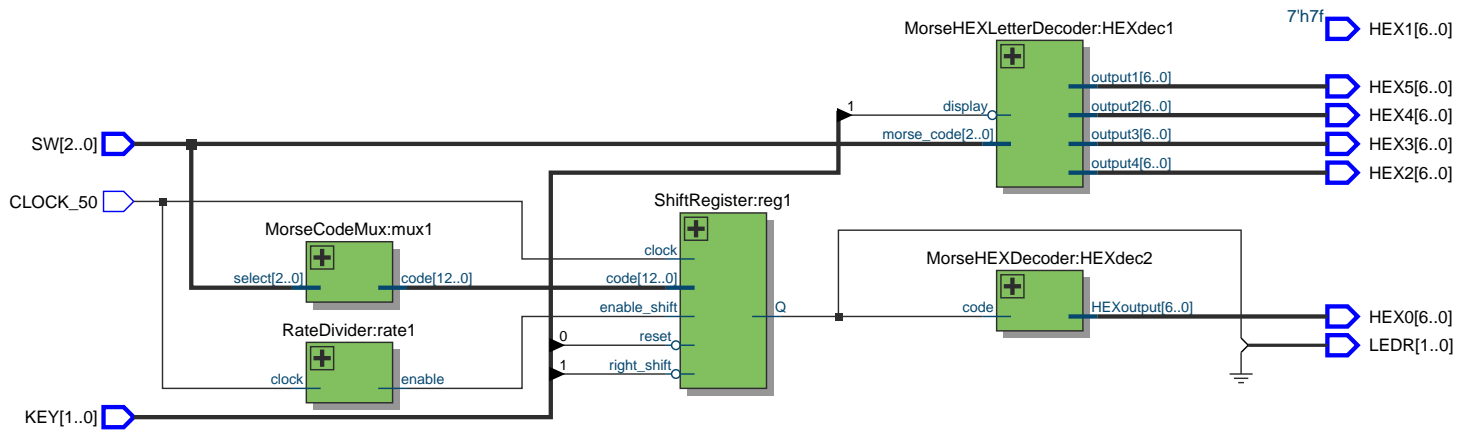 7'h7f
HEX1[6..0]
MorseHEXLetterDecoder:HEXdec1
output1[6..0]
HEX5[6..0]
1
display
output2[6..0]
HEX4[6..0]
SW[2..0]
morse_code[2..0]
output3[6..0]
HEX3[6..0]
output4[6..0]
HEX2[6..0]
CLOCK_50
ShiftRegister:reg1
MorseCodeMux:mux1
clock
select[2..0]
code[12..0]
code[12..0]
MorseHEXDecoder:HEXdec2
enable_shift
Q
code
HEXoutput[6..0]
HEX0[6..0]
RateDivider:rate1
0
reset
LEDR[1..0]
1
right_shift
clock
enable
KEY[1..0]